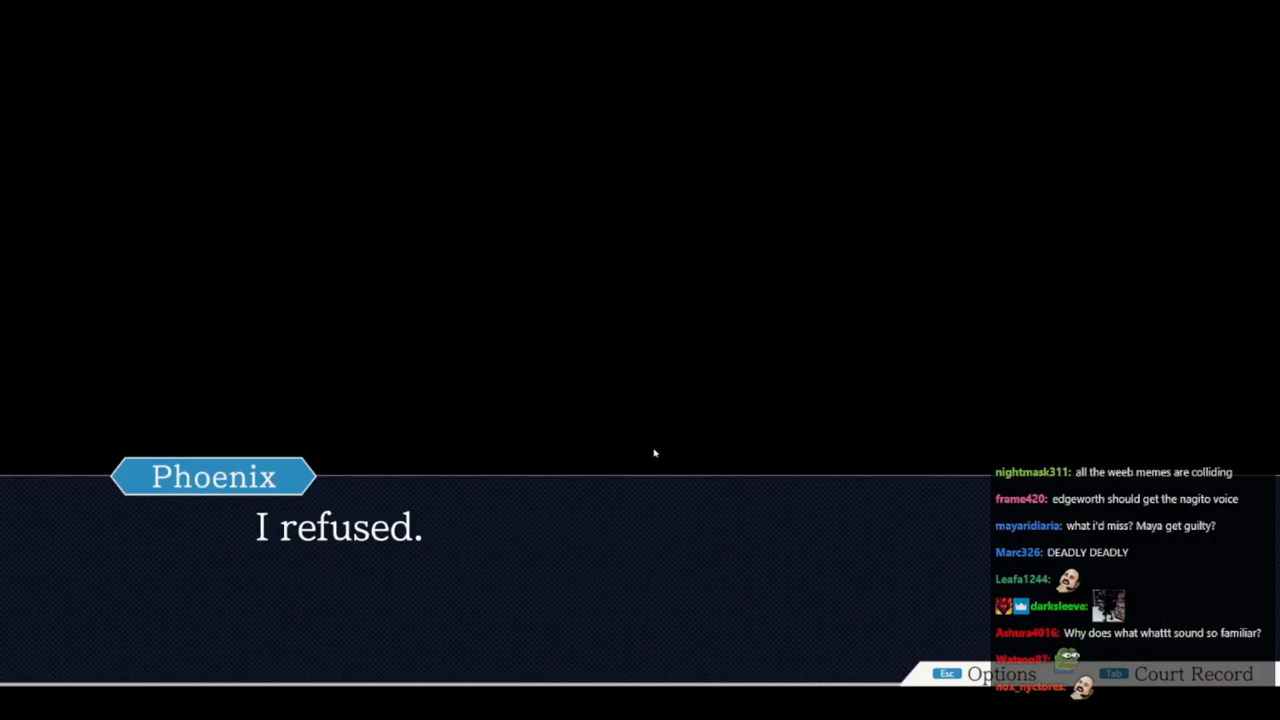 Phoenix
I refused.
nightmask311: all the weeb memes are colliding
frame420: edgeworth should get the nagito voice
mayaridiaria: what i'd miss? Maya get guilty?
Marc326: DEADLY DEADLY
Leafa1244:
darksleeve:
Ashura4016: Why does what whattt sound so familiar?
Watson87:
Esc Options Tab Court Record
nox_nyctores: